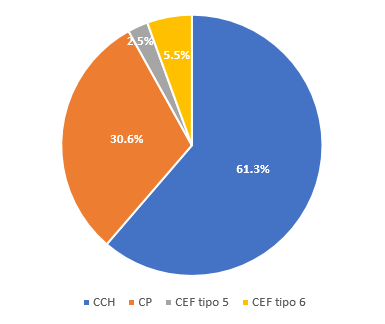 2.5%
5.5%
30.6%
61.3%
CCH CP CEF tipo 5 CEF tipo 6